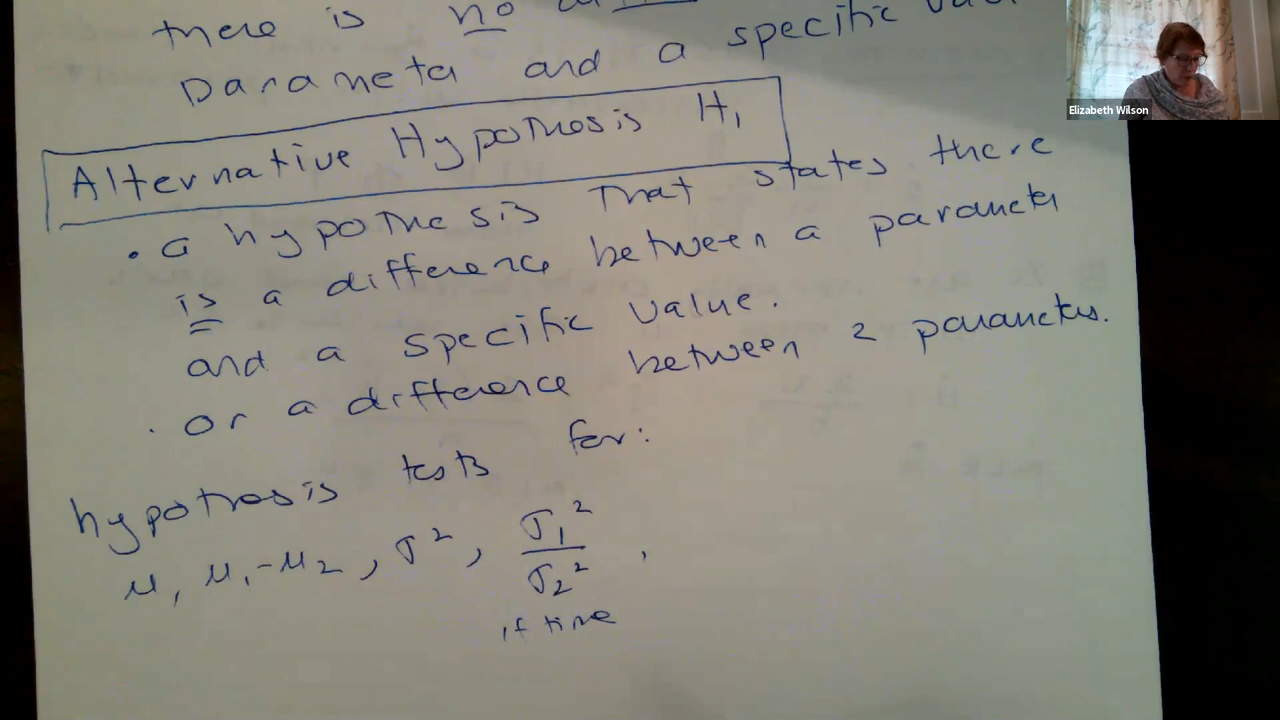 there is no
parameter and a specific
Alternative Hypothesis H₁
• a hypothesis that states there
is a difference between a parameter
and a specific value.
· or a difference between 2 parameters.
hypothesis tests for:
μ, μ₁-μ₂, σ², σ₁²/σ₂²,
if time
Elizabeth Wilson